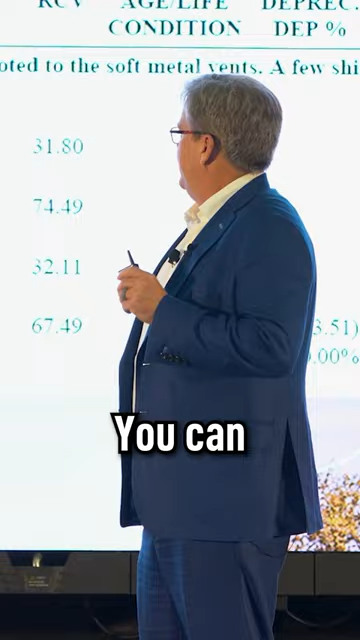 RCV AGE/LIFE DEPREC.
CONDITION DEP %
oted to the soft metal vents. A few shi
31.80
74.49
32.11
67.49 3.51)
.00%
You can